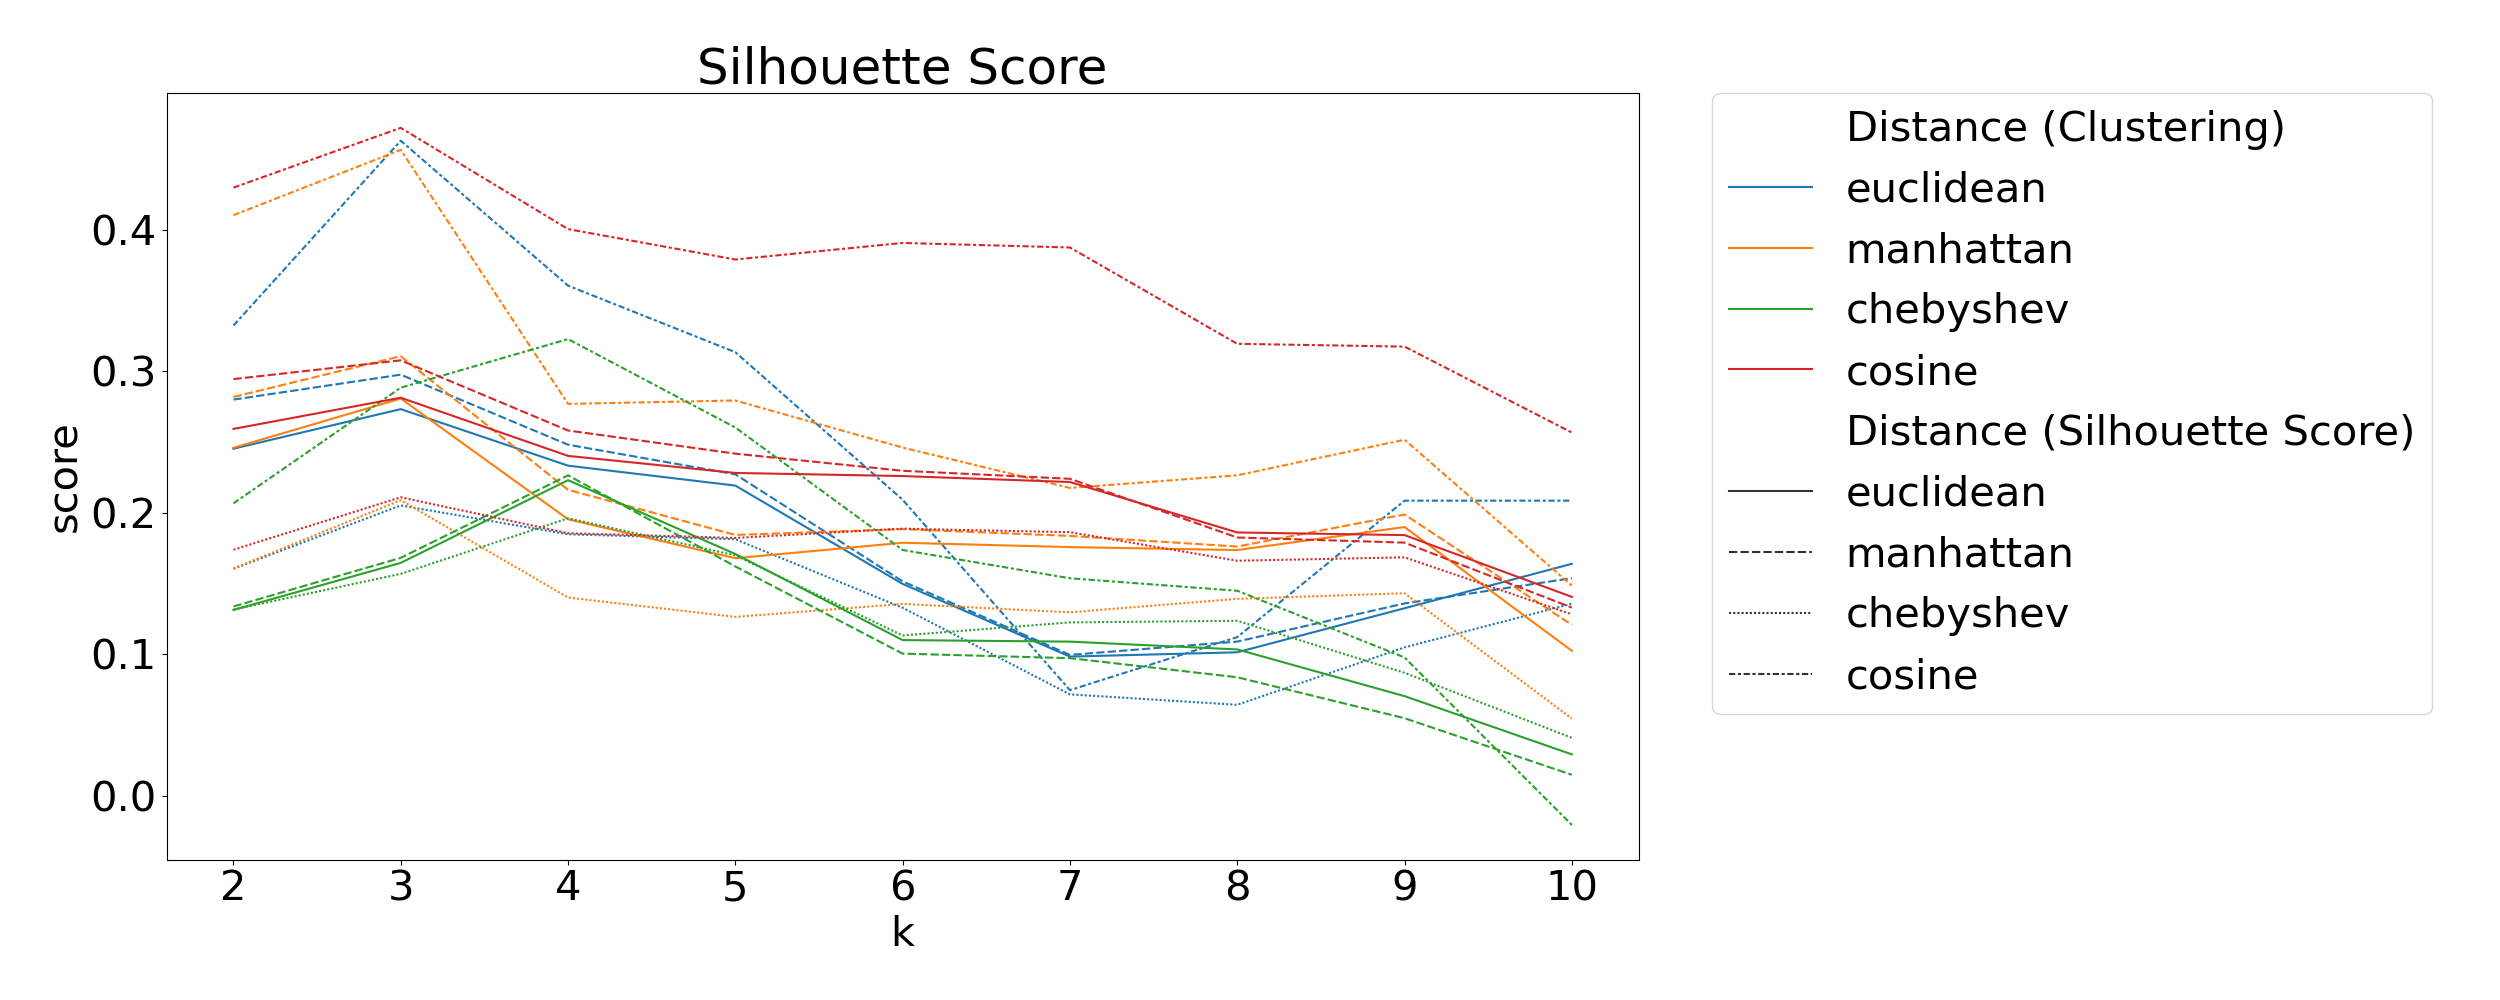 Silhouette Score
score
0.4
0.3
0.2
0.1
0.0
2 3 4 5 6 7 8 9 10
k
Distance (Clustering)
euclidean
manhattan
chebyshev
cosine
Distance (Silhouette Score)
euclidean
manhattan
chebyshev
cosine